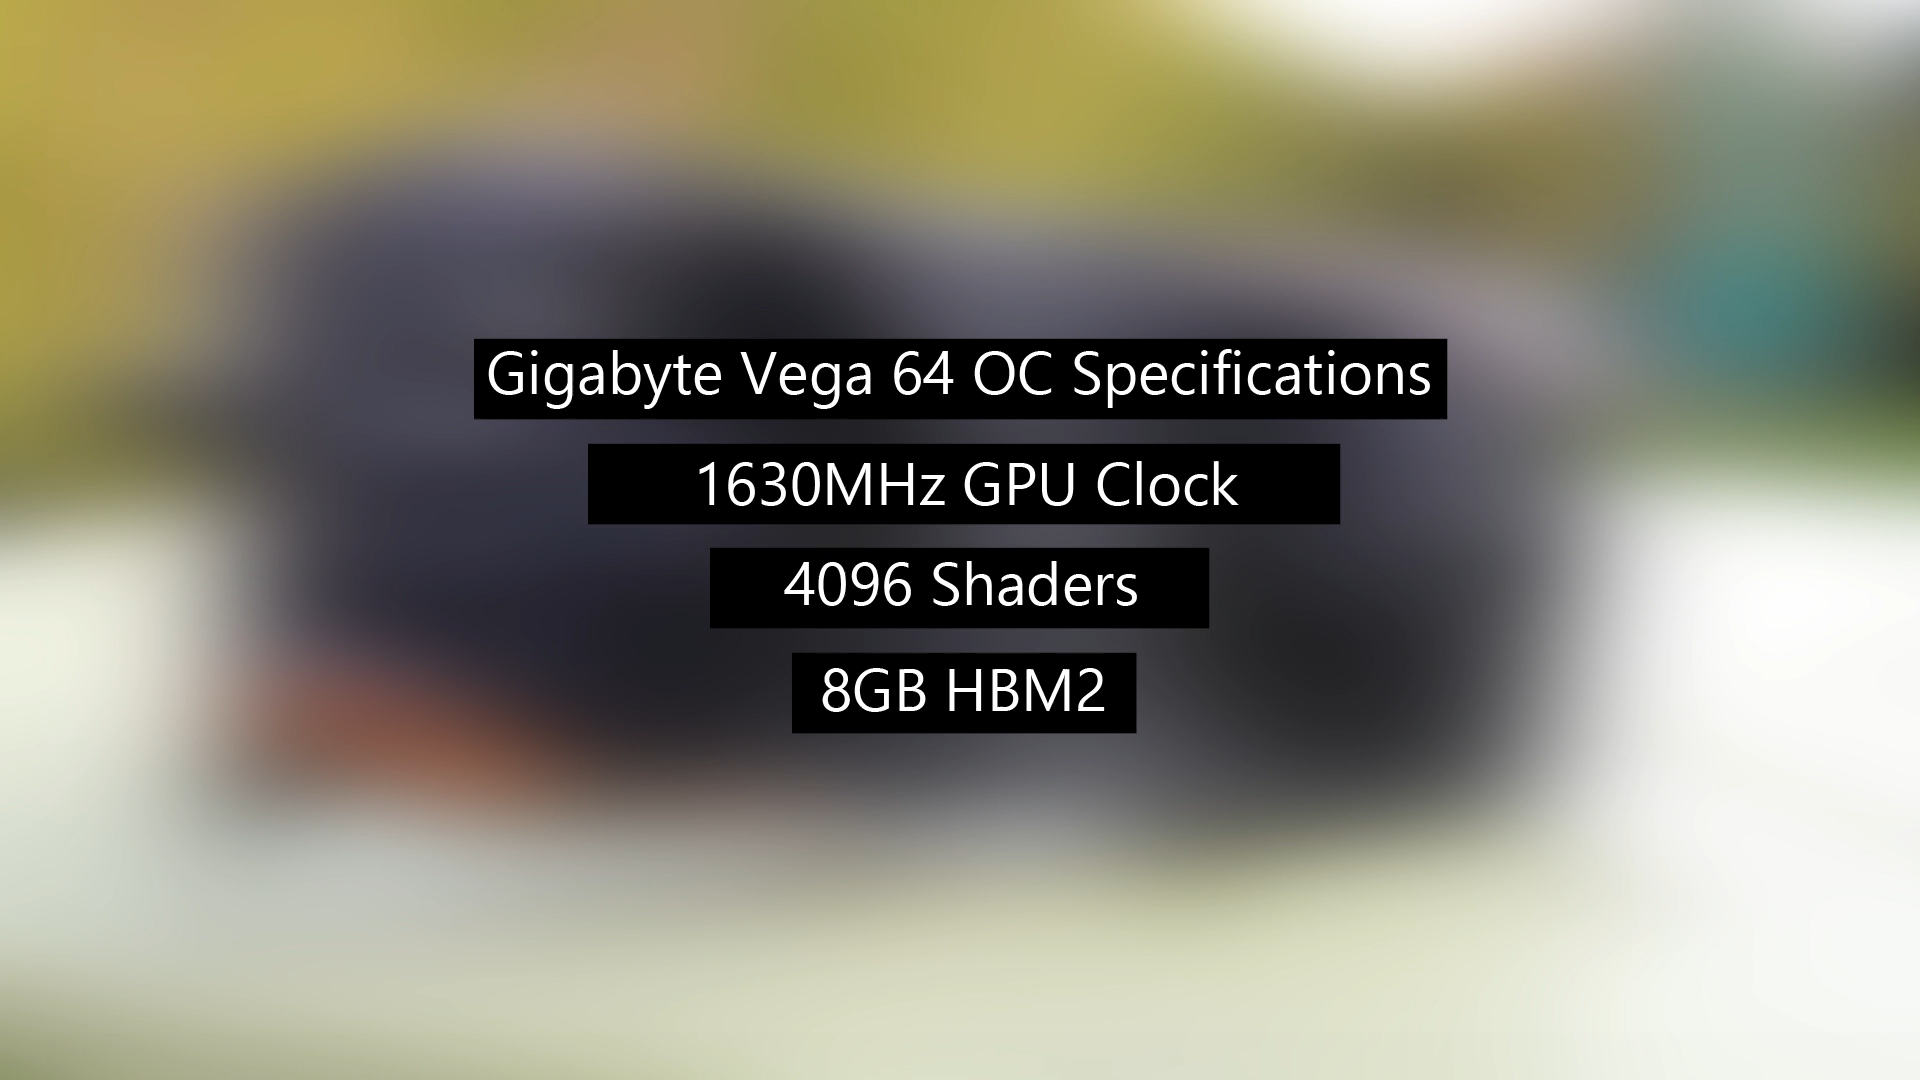 Gigabyte Vega 64 OC Specifications
1630MHz GPU Clock
4096 Shaders
8GB HBM2